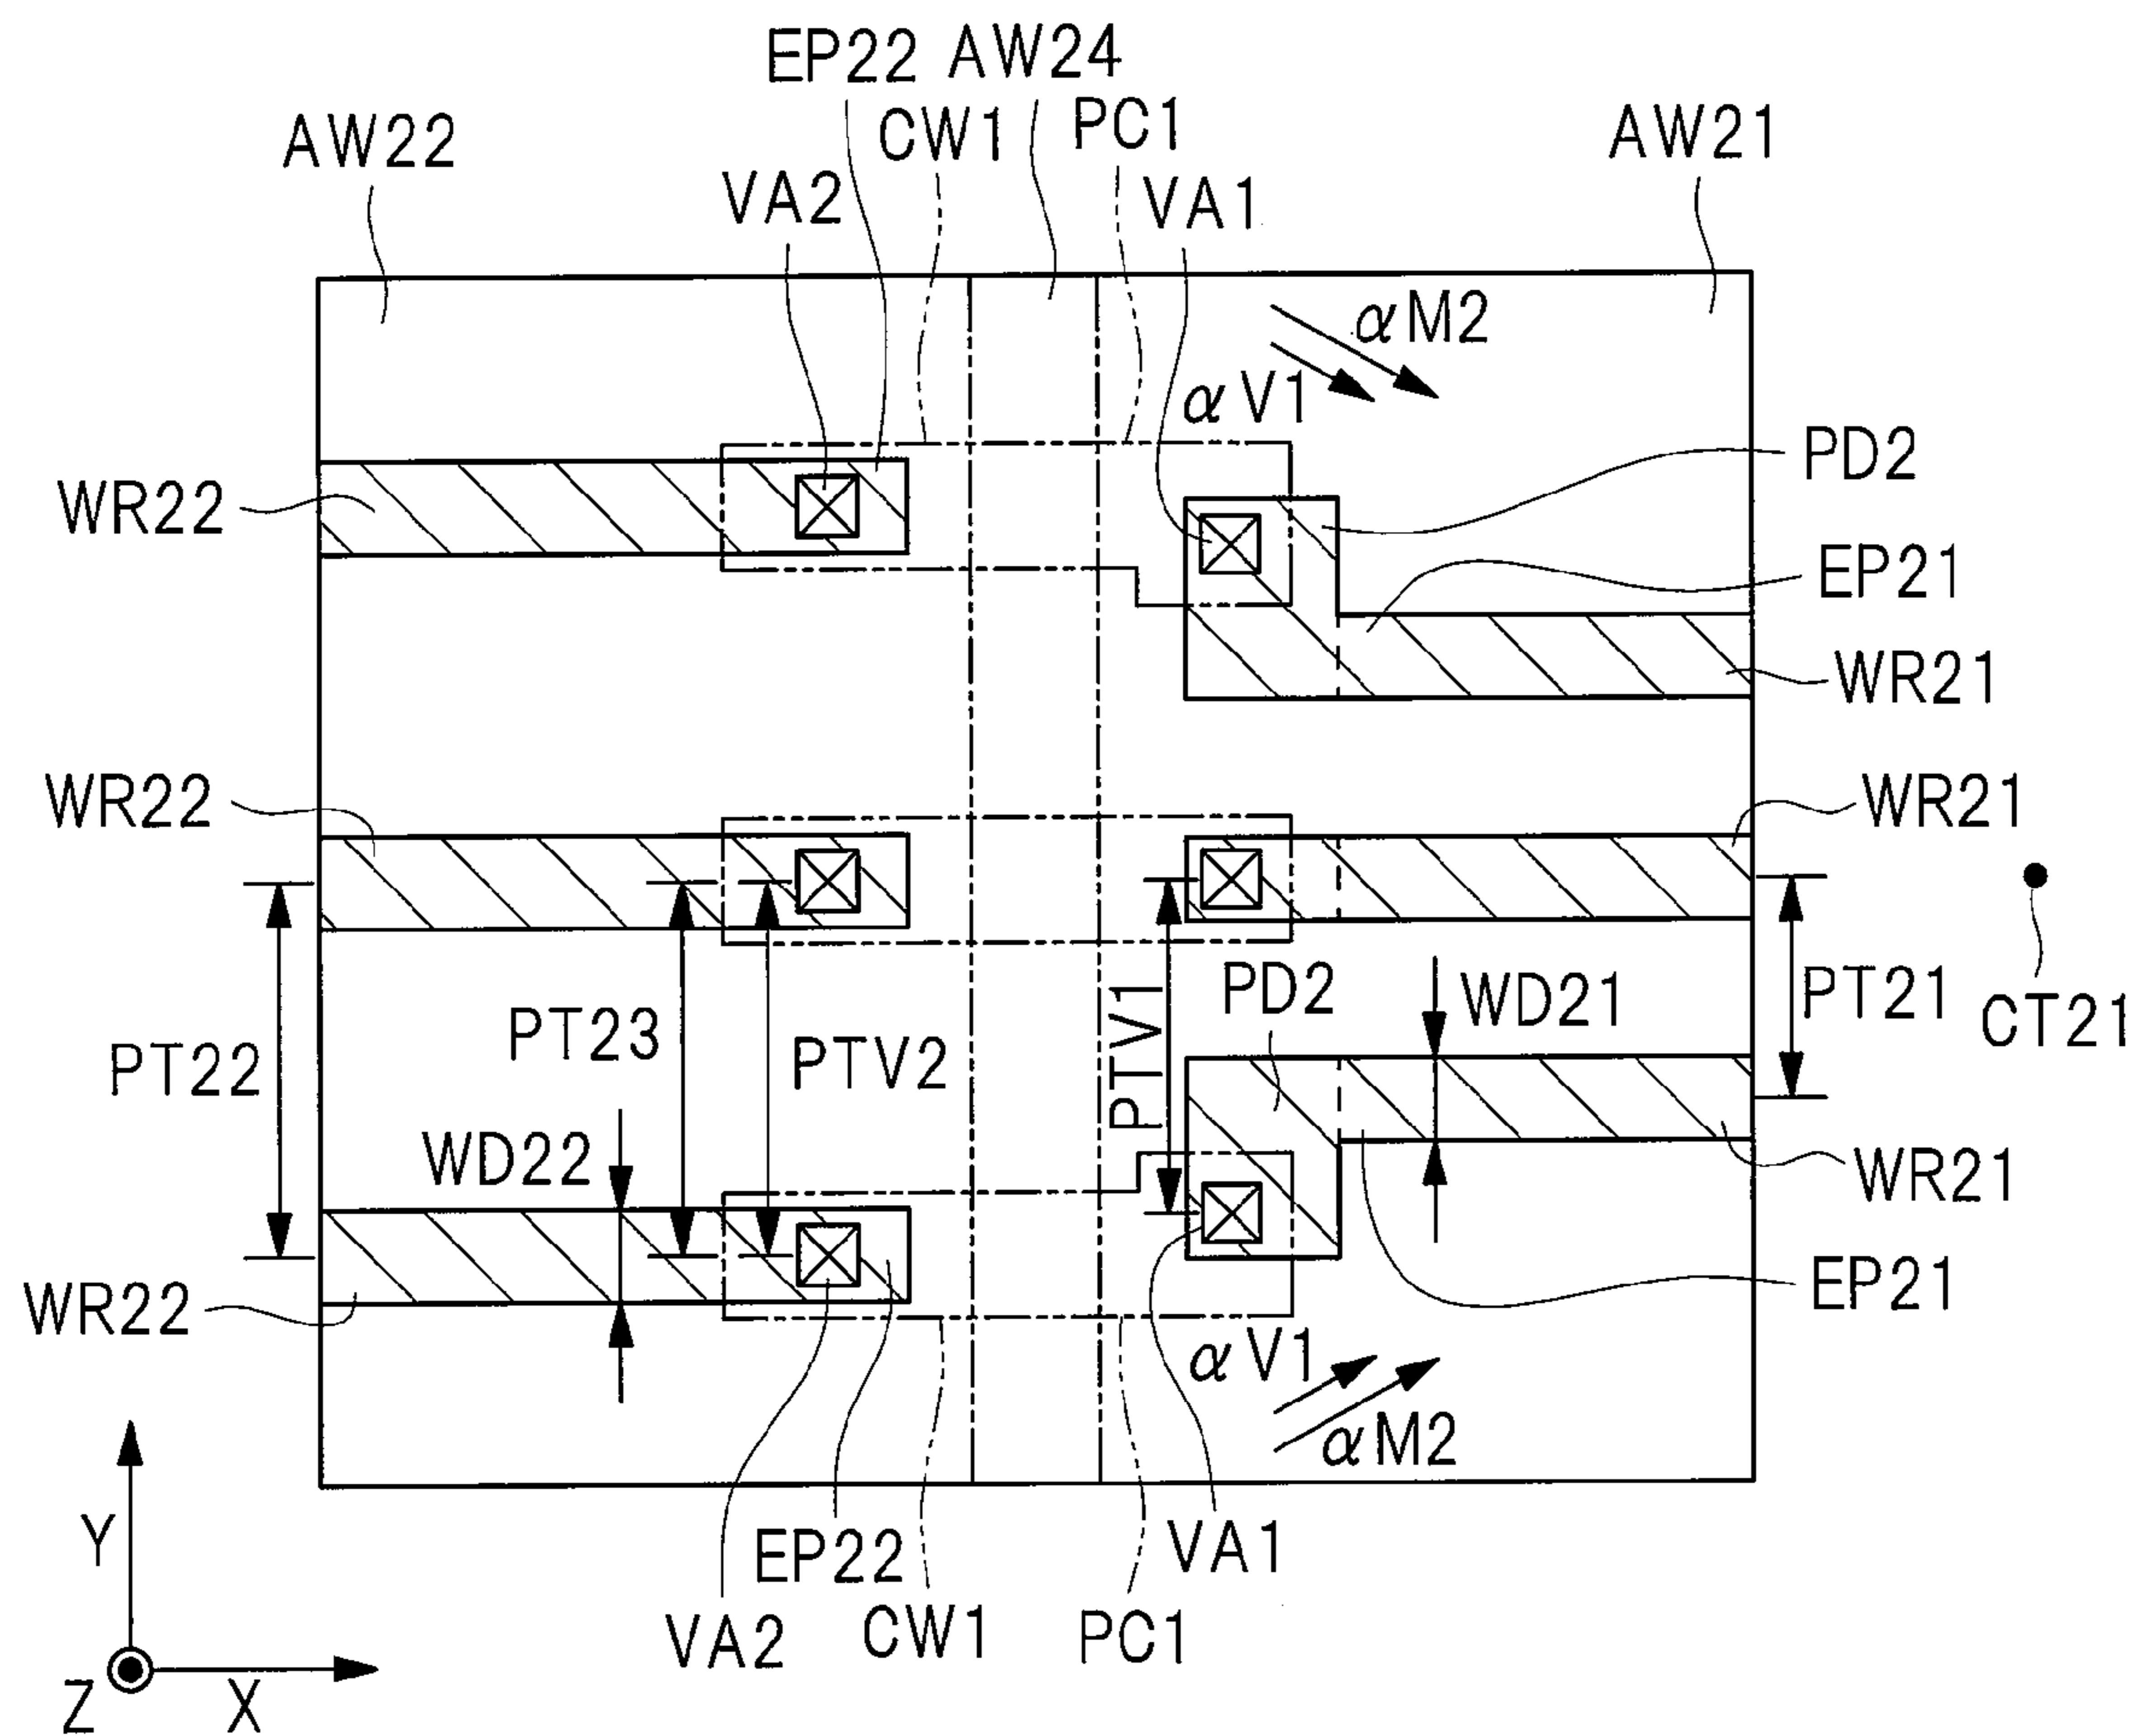 EP22 AW24
AW22 CW1 PC1 AW21
VA2 VA1
αM2
αV1
PD2
WR22
EP21
WR21
WR22 WR21
PD2 WD21 PT21
PT23 PTV2 PTV1 CT21
PT22
WD22
WR21
WR22 EP21
αV1
αM2
Y EP22 VA1
VA2 CW1 PC1
Z X